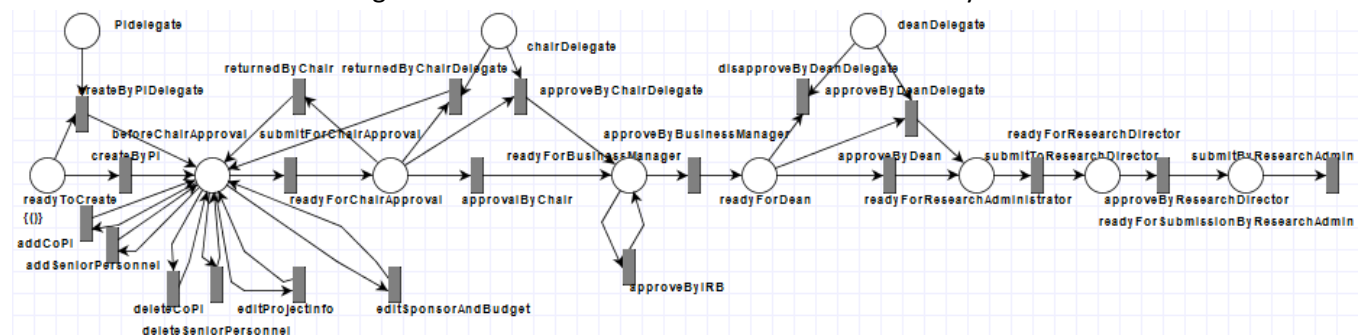 PIdelegate
chairDelegate
deanDelegate
returnedByChair
returnedByChairDelegate
disapproveByDeanDelegate
createByPIDelegate
approveByChairDelegate
approveByDeanDelegate
beforeChairApproval
submitForChairApproval
approveByBusinessManager
readyForResearchDirector
createByPI
readyForBusinessManager
approveByDean
submitToResearchDirector
submitByResearchAdmin
readyToCreate
readyForChairApproval
approvalByChair
readyForDean
readyForResearchAdministrator
approveByResearchDirector
{()}
readyForSubmissionByResearchAdmin
addCoPI
addSeniorPersonnel
approveByIRB
deleteCoPI
editProjectInfo
editSponsorAndBudget
deleteSeniorPersonnel